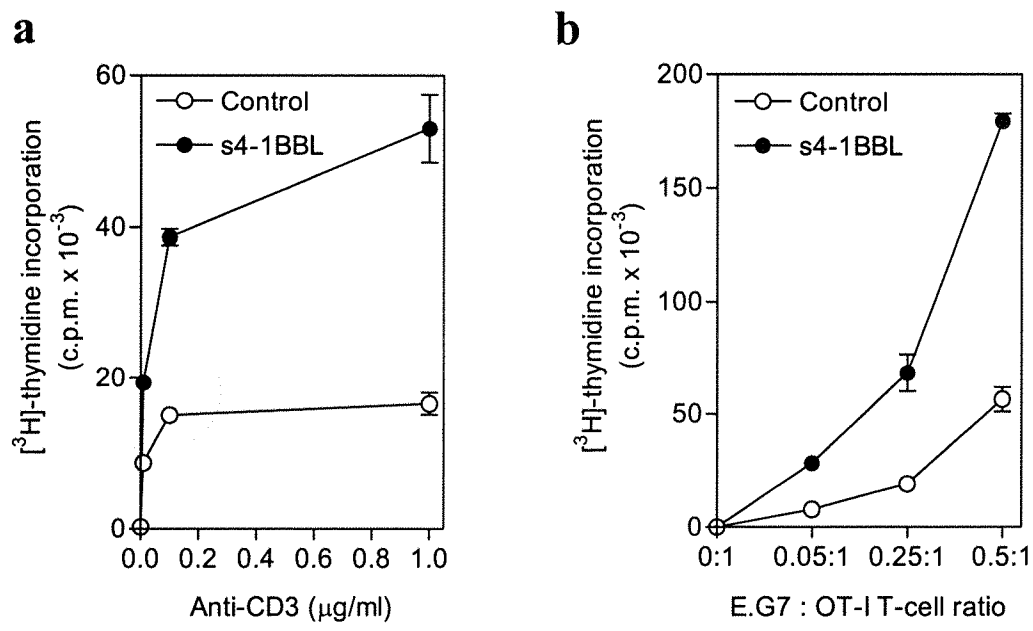 a
[³H]-thymidine incorporation
(c.p.m. x 10⁻³)
60
40
20
0
Control
s4-1BBL
0.0 0.2 0.4 0.6 0.8 1.0
Anti-CD3 (μg/ml)
b
[³H]-thymidine incorporation
(c.p.m. x 10⁻³)
200
150
100
50
0
Control
s4-1BBL
0:1 0.05:1 0.25:1 0.5:1
E.G7 : OT-I T-cell ratio